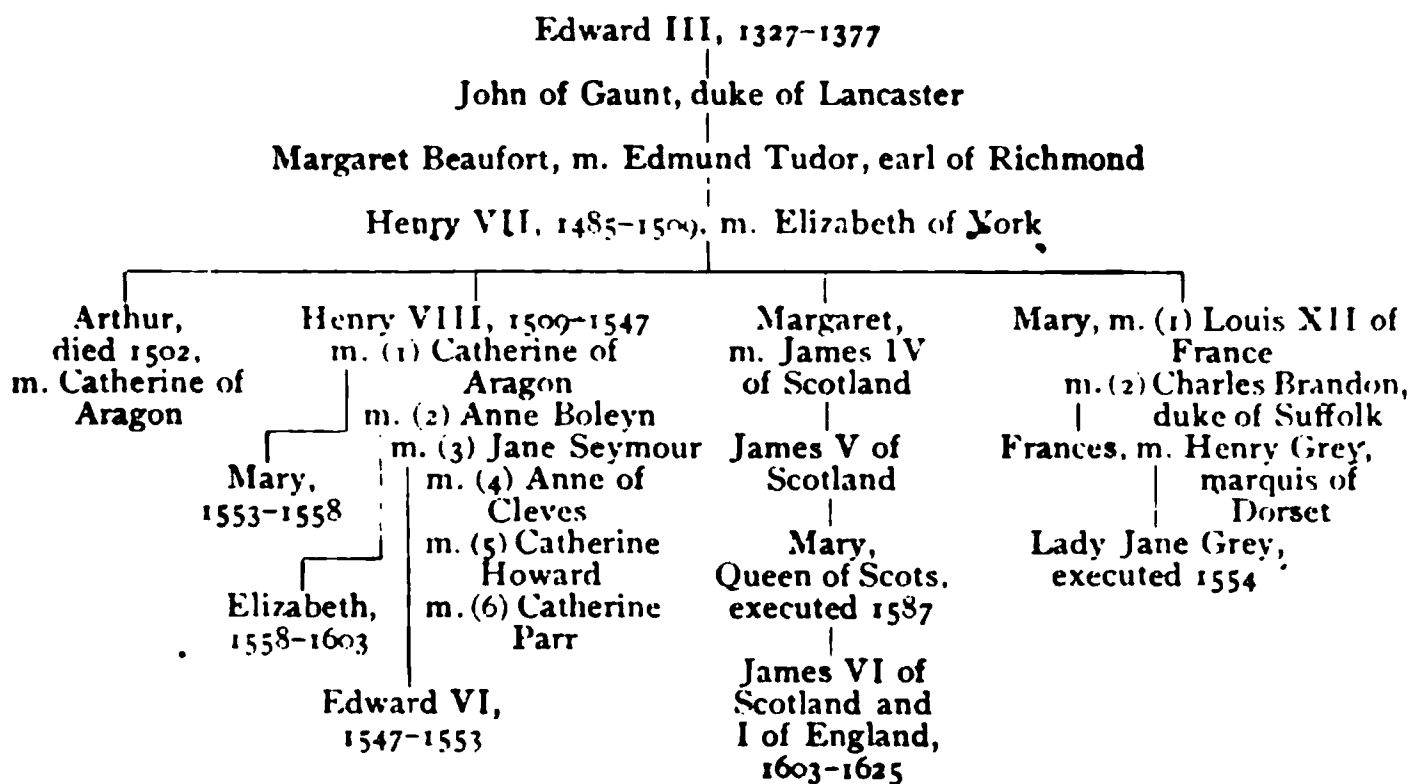 Edward III, 1327-1377
John of Gaunt, duke of Lancaster
Margaret Beaufort, m. Edmund Tudor, earl of Richmond
Henry VII, 1485-1509, m. Elizabeth of York
Arthur,
died 1502,
m. Catherine of
Aragon
Henry VIII, 1509-1547
m. (1) Catherine of
Aragon
m. (2) Anne Boleyn
m. (3) Jane Seymour
m. (4) Anne of
Cleves
m. (5) Catherine
Howard
m. (6) Catherine
Parr
Mary,
1553-1558
Elizabeth,
1558-1603
Edward VI,
1547-1553
Margaret,
m. James IV
of Scotland
James V of
Scotland
Mary,
Queen of Scots,
executed 1587
James VI of
Scotland and
I of England,
1603-1625
Mary, m. (1) Louis XII of
France
m. (2) Charles Brandon,
duke of Suffolk
Frances, m. Henry Grey,
marquis of
Dorset
Lady Jane Grey,
executed 1554